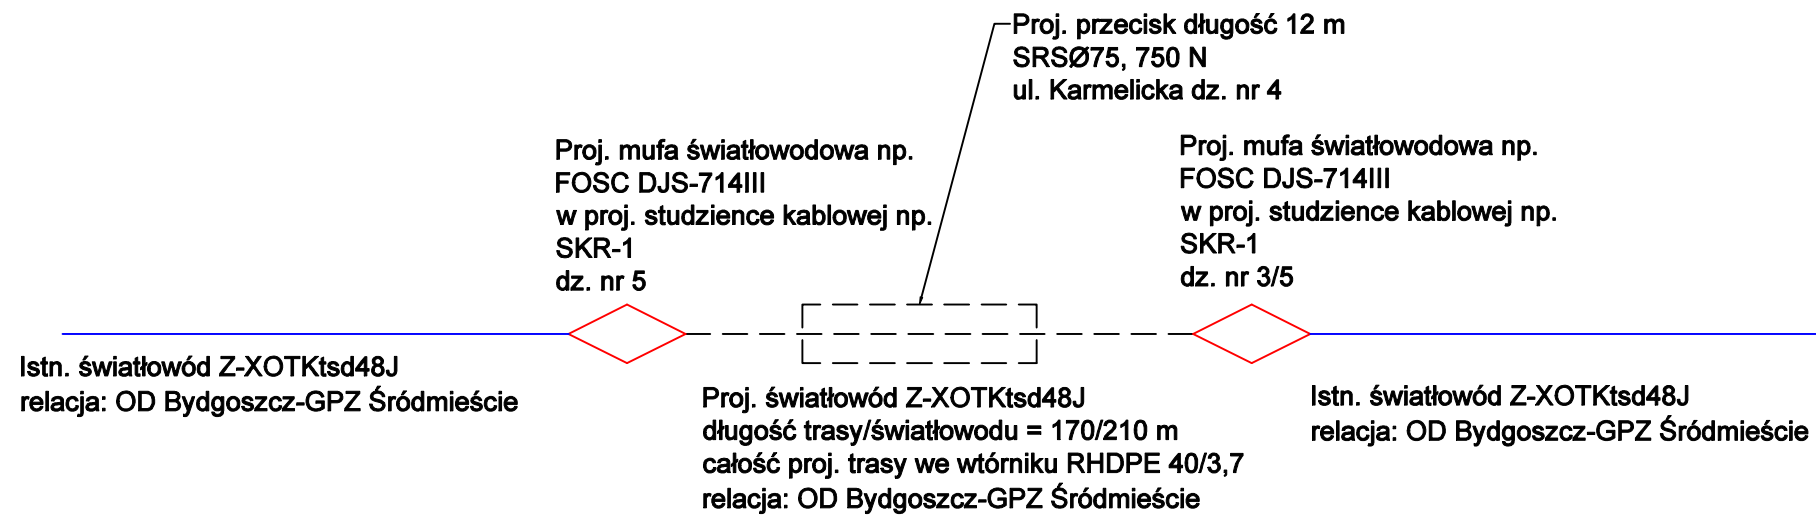 Proj. przecisk długość 12 m
SRSØ75, 750 N
ul. Karmelicka dz. nr 4
Proj. mufa światłowodowa np.
FOSC DJS-714III
w proj. studzience kablowej np.
SKR-1
dz. nr 5
Proj. mufa światłowodowa np.
FOSC DJS-714III
w proj. studzience kablowej np.
SKR-1
dz. nr 3/5
Istn. światłowód Z-XOTKtsd48J
relacja: OD Bydgoszcz-GPZ Śródmieście
Proj. światłowód Z-XOTKtsd48J
długość trasy/światłowodu = 170/210 m
całość proj. trasy we wtórniku RHDPE 40/3,7
relacja: OD Bydgoszcz-GPZ Śródmieście
Istn. światłowód Z-XOTKtsd48J
relacja: OD Bydgoszcz-GPZ Śródmieście